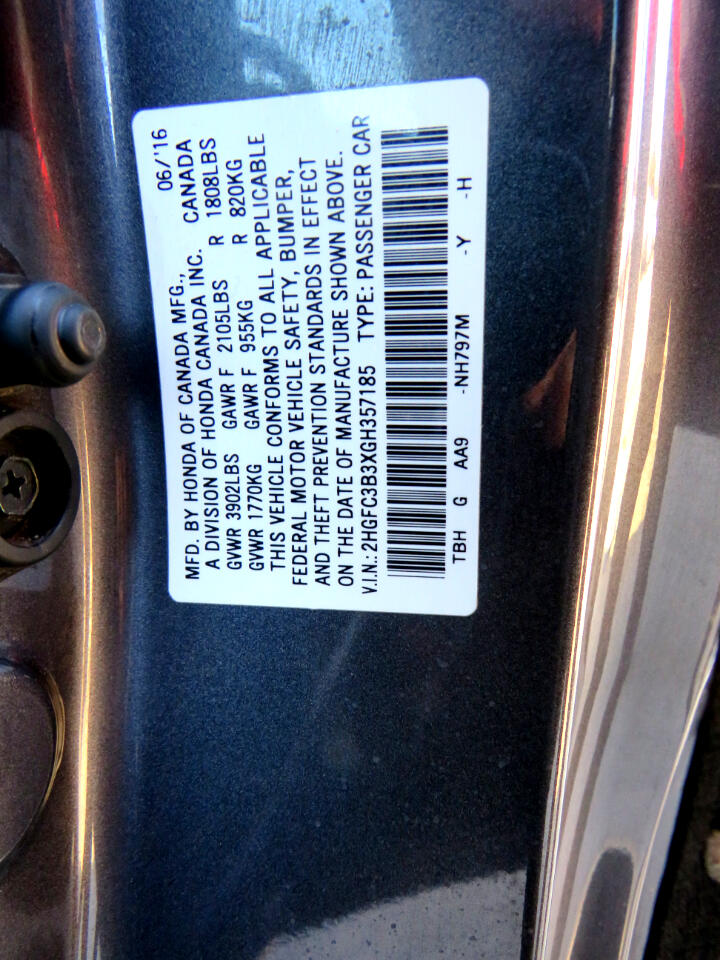 MFD. BY HONDA OF CANADA MFG., 06/'16
A DIVISION OF HONDA CANADA INC. CANADA
GVWR 3902LBS GAWR F 2105LBS R 1808LBS
GVWR 1770KG GAWR F 955KG R 820KG
THIS VEHICLE CONFORMS TO ALL APPLICABLE
FEDERAL MOTOR VEHICLE SAFETY, BUMPER,
AND THEFT PREVENTION STANDARDS IN EFFECT
ON THE DATE OF MANUFACTURE SHOWN ABOVE.
V.I.N.: 2HGFC3B3XGH357185 TYPE: PASSENGER CAR
TBH G AA9 -NH797M -Y -H